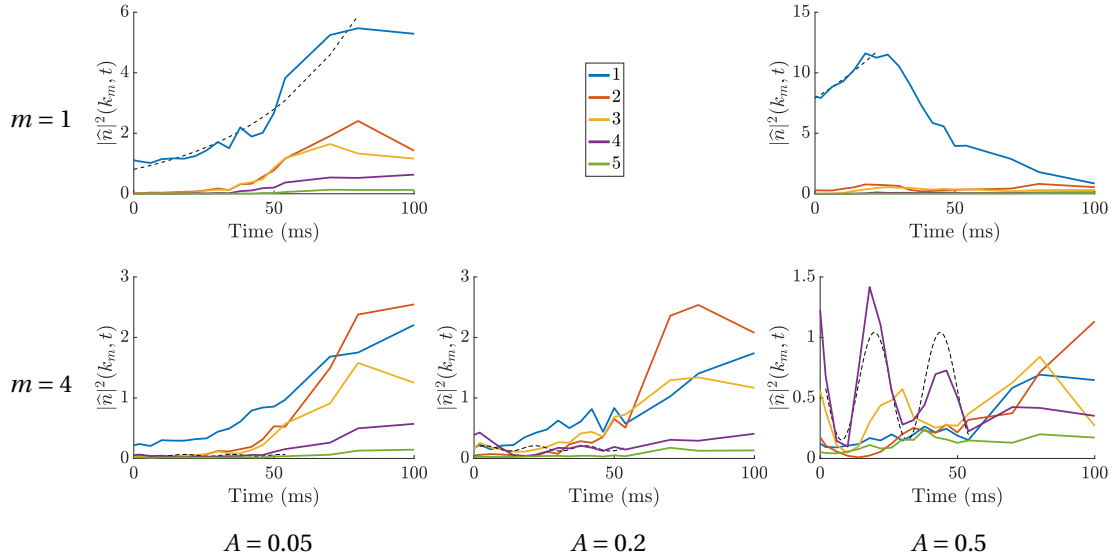 6
4
2
0
0
50
100
Time (ms)
|n̂|²(k_m, t)
m = 1
1
2
3
4
5
15
10
5
0
0
50
100
Time (ms)
|n̂|²(k_m, t)
3
2
1
0
0
50
100
Time (ms)
|n̂|²(k_m, t)
m = 4
3
2
1
0
0
50
100
Time (ms)
|n̂|²(k_m, t)
1.5
1
0.5
0
0
50
100
Time (ms)
|n̂|²(k_m, t)
A = 0.05
A = 0.2
A = 0.5